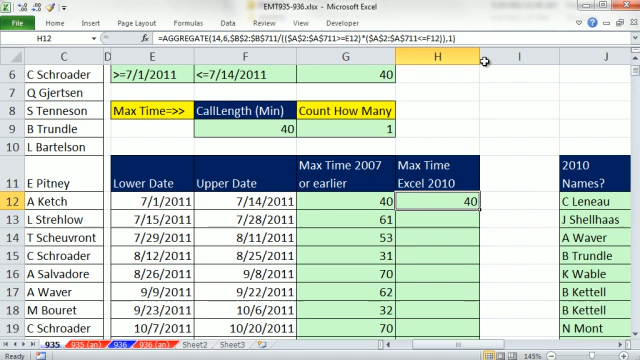 EMT935-936.xlsx - Microsoft Excel
File Home Insert Page Layout Formulas Data Review View Developer
H12 =AGGREGATE(14,6,$B$2:$B$711/(($A$2:$A$711>=E12)*($A$2:$A$711<=F12)),1)
C D E F G H I J
6 C Schroader >=7/1/2011 <=7/14/2011 40
7 Q Gjertsen
8 S Tenneson Max Time=>> CallLength (Min) Count How Many
9 B Trundle 40 1
10 L Bartelson
Max Time 2007 Max Time 2010
11 E Pitney Lower Date Upper Date or earlier Excel 2010 Names?
12 A Ketch 7/1/2011 7/14/2011 40 40 C Leneau
13 L Strehlow 7/15/2011 7/28/2011 61 J Shellhaas
14 T Scheuvront 7/29/2011 8/11/2011 53 A Waver
15 C Schroader 8/12/2011 8/25/2011 31 B Trundle
16 A Salvadore 8/26/2011 9/8/2011 70 K Wable
17 A Waver 9/9/2011 9/22/2011 62 B Kettell
18 M Bouret 9/23/2011 10/6/2011 32 B Kettell
19 C Schroader 10/7/2011 10/20/2011 70 N Mont
935 935 (an) 936 936 (an) Sheet2 Sheet3
Ready 145%